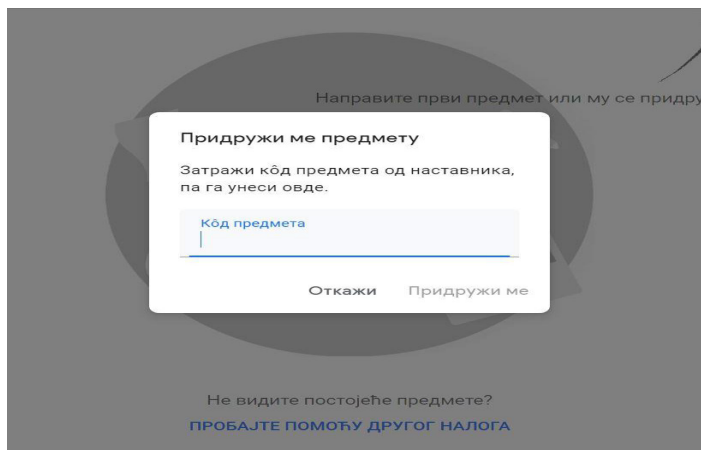 Направите први предмет или му се придру
Придружи ме предмету
Затражи кôд предмета од наставника,
па га унеси овде.
Кôд предмета
Откажи Придружи ме
Не видите постојеће предмете?
ПРОБАЈТЕ ПОМОЋУ ДРУГОГ НАЛОГА